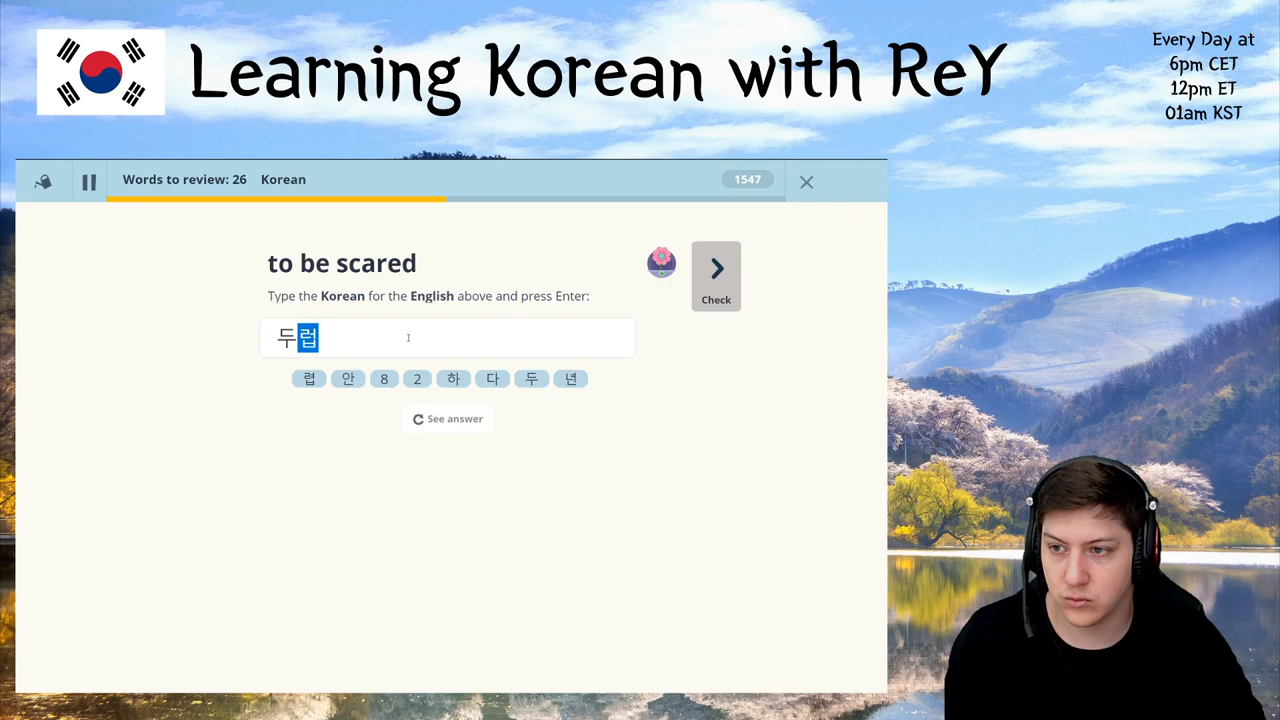 Learning Korean with ReY
Every Day at
6pm CET
12pm ET
01am KST
Words to review: 26 Korean
1547
to be scared
Type the Korean for the English above and press Enter:
Check
두럽
렵 안 8 2 하 다 두 년
See answer